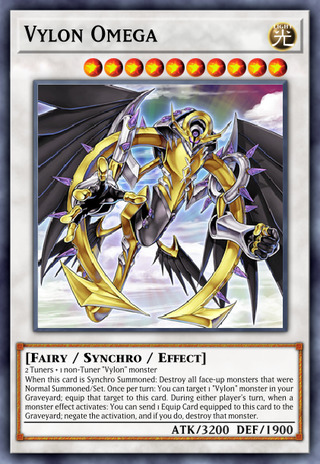 VYLON OMEGA
LIGHT
光
[FAIRY / SYNCHRO / EFFECT]
2 Tuners + 1 non-Tuner "Vylon" monster
When this card is Synchro Summoned: Destroy all face-up monsters that were
Normal Summoned/Set. Once per turn: You can target 1 "Vylon" monster in
your Graveyard; equip that target to this card. During either player's turn, when a
monster effect activates: You can send 1 Equip Card equipped to this card to the
Graveyard; negate the activation, and if you do, destroy that monster.
ATK/3200 DEF/1900